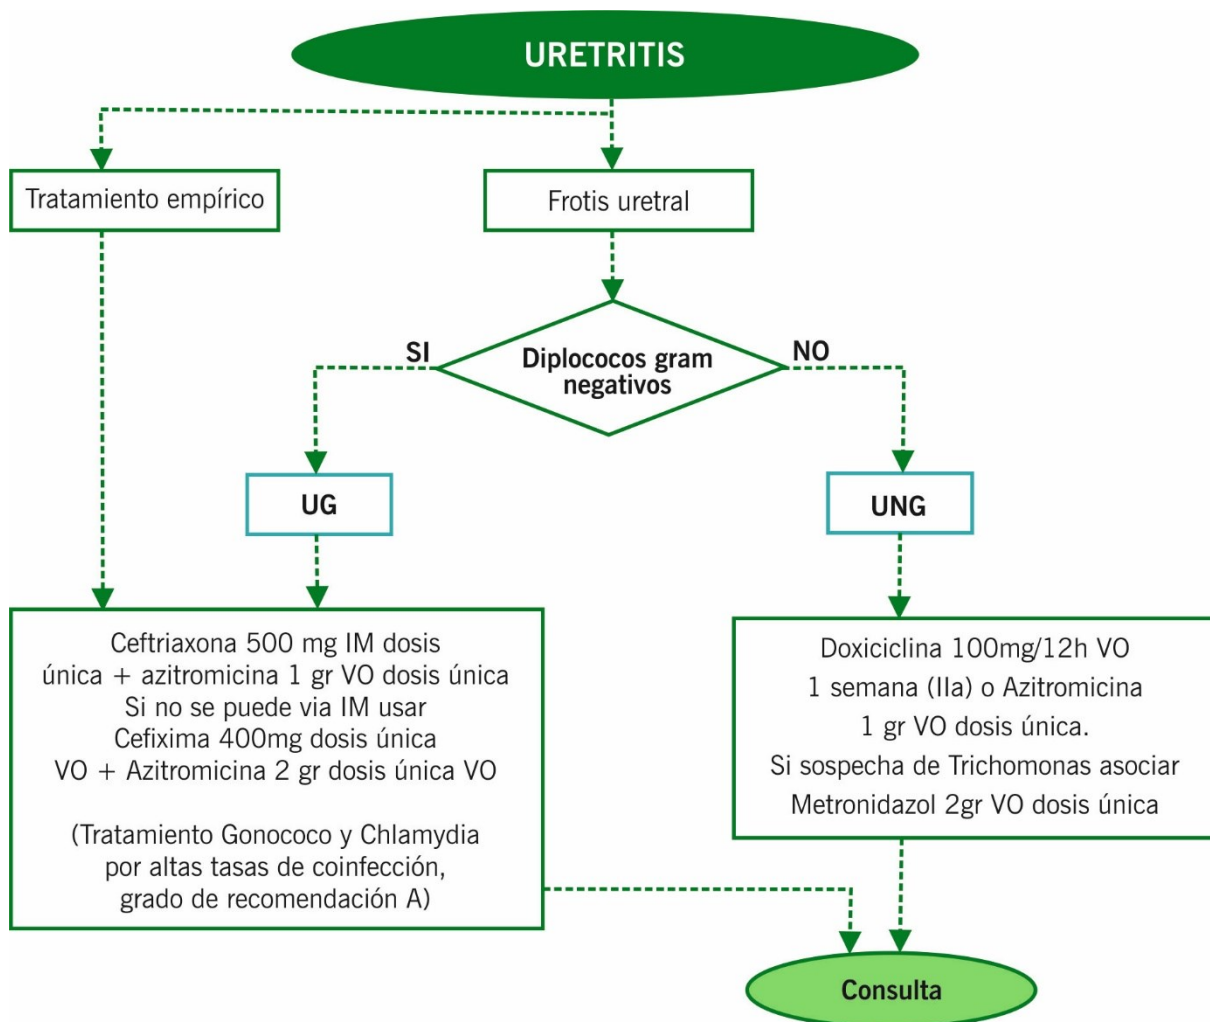 URETRITIS
Tratamiento empírico
Frotis uretral
SI
Diplococos gram
negativos
NO
UG
UNG
Ceftriaxona 500 mg IM dosis
única + azitromicina 1 gr VO dosis única
Si no se puede via IM usar
Cefixima 400mg dosis única
VO + Azitromicina 2 gr dosis única VO
(Tratamiento Gonococo y Chlamydia
por altas tasas de coinfección,
grado de recomendación A)
Doxiciclina 100mg/12h VO
1 semana (IIa) o Azitromicina
1 gr VO dosis única.
Si sospecha de Trichomonas asociar
Metronidazol 2gr VO dosis única
Consulta